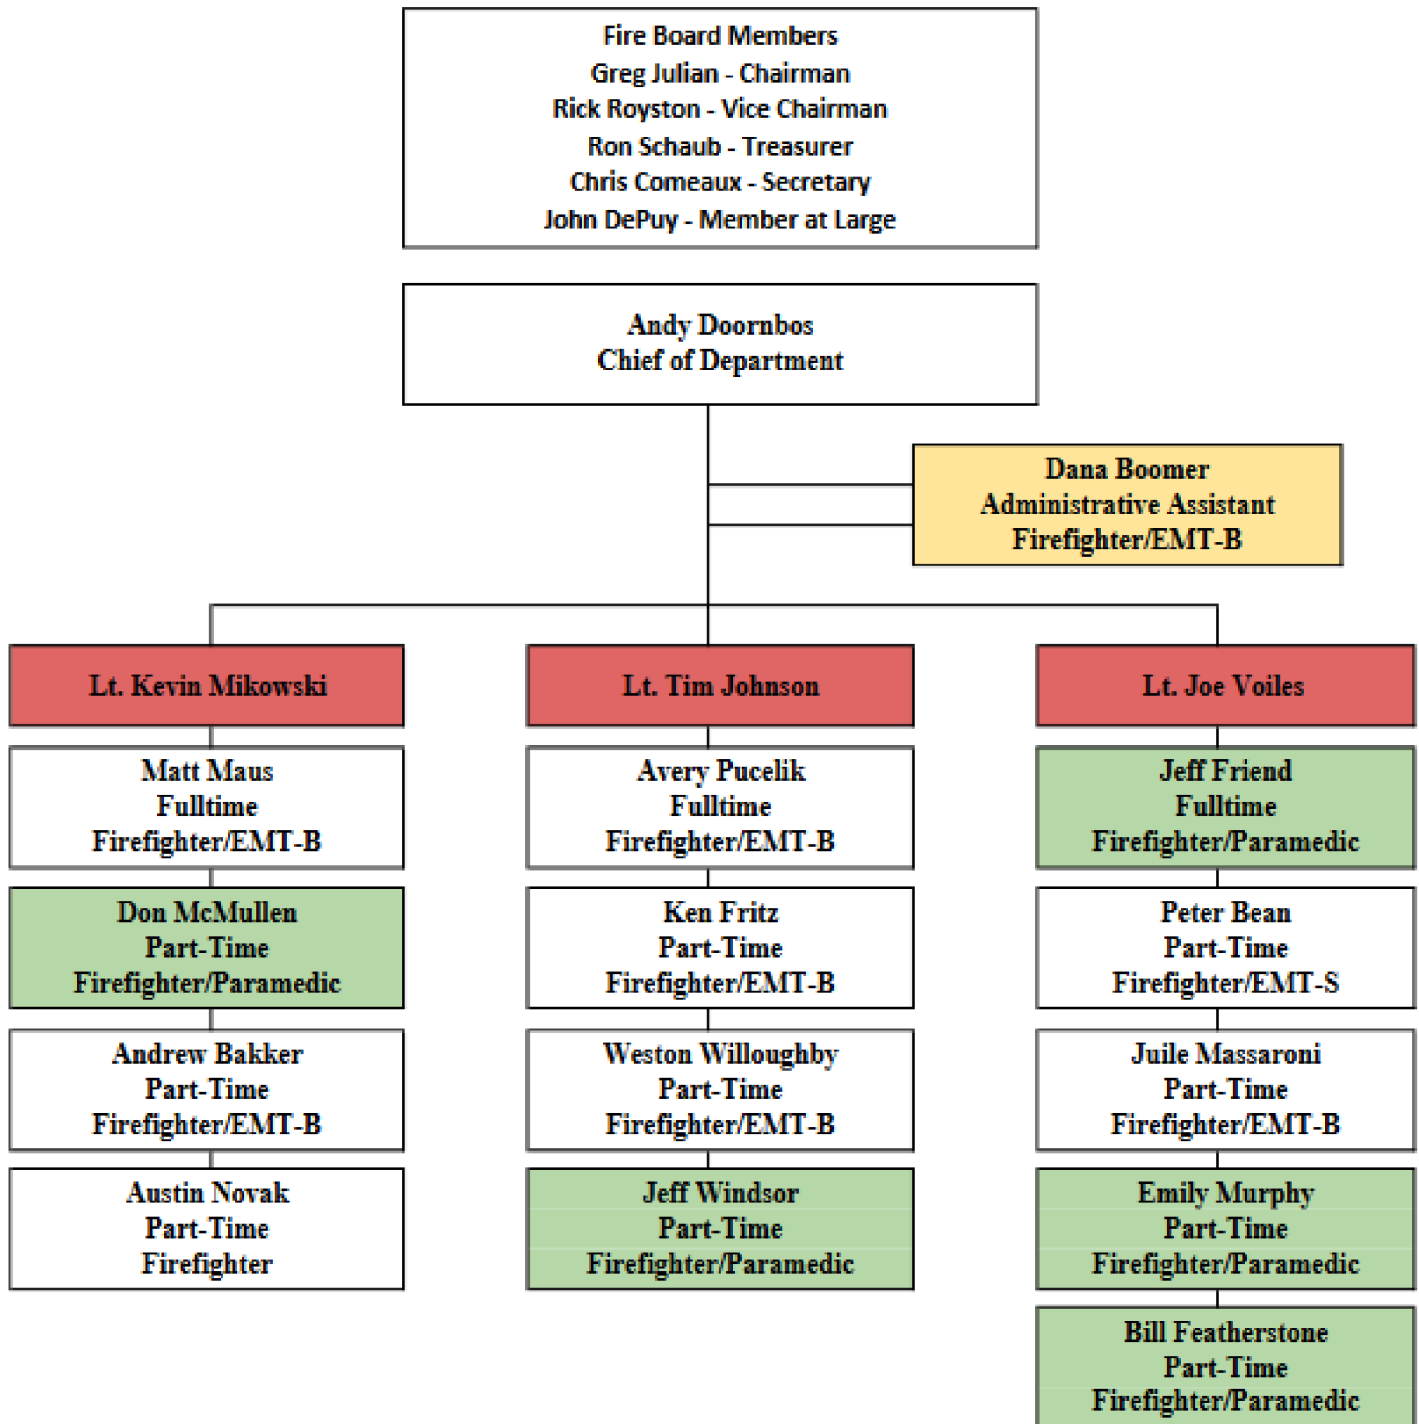 Fire Board Members
Greg Julian - Chairman
Rick Royston - Vice Chairman
Ron Schaub - Treasurer
Chris Comeaux - Secretary
John DePuy - Member at Large
Andy Doornbos
Chief of Department
Dana Boomer
Administrative Assistant
Firefighter/EMT-B
Lt. Kevin Mikowski
Matt Maus
Fulltime
Firefighter/EMT-B
Don McMullen
Part-Time
Firefighter/Paramedic
Andrew Bakker
Part-Time
Firefighter/EMT-B
Austin Novak
Part-Time
Firefighter
Lt. Tim Johnson
Avery Pucelik
Fulltime
Firefighter/EMT-B
Ken Fritz
Part-Time
Firefighter/EMT-B
Weston Willoughby
Part-Time
Firefighter/EMT-B
Jeff Windsor
Part-Time
Firefighter/Paramedic
Lt. Joe Voiles
Jeff Friend
Fulltime
Firefighter/Paramedic
Peter Bean
Part-Time
Firefighter/EMT-S
Juile Massaroni
Part-Time
Firefighter/EMT-B
Emily Murphy
Part-Time
Firefighter/Paramedic
Bill Featherstone
Part-Time
Firefighter/Paramedic